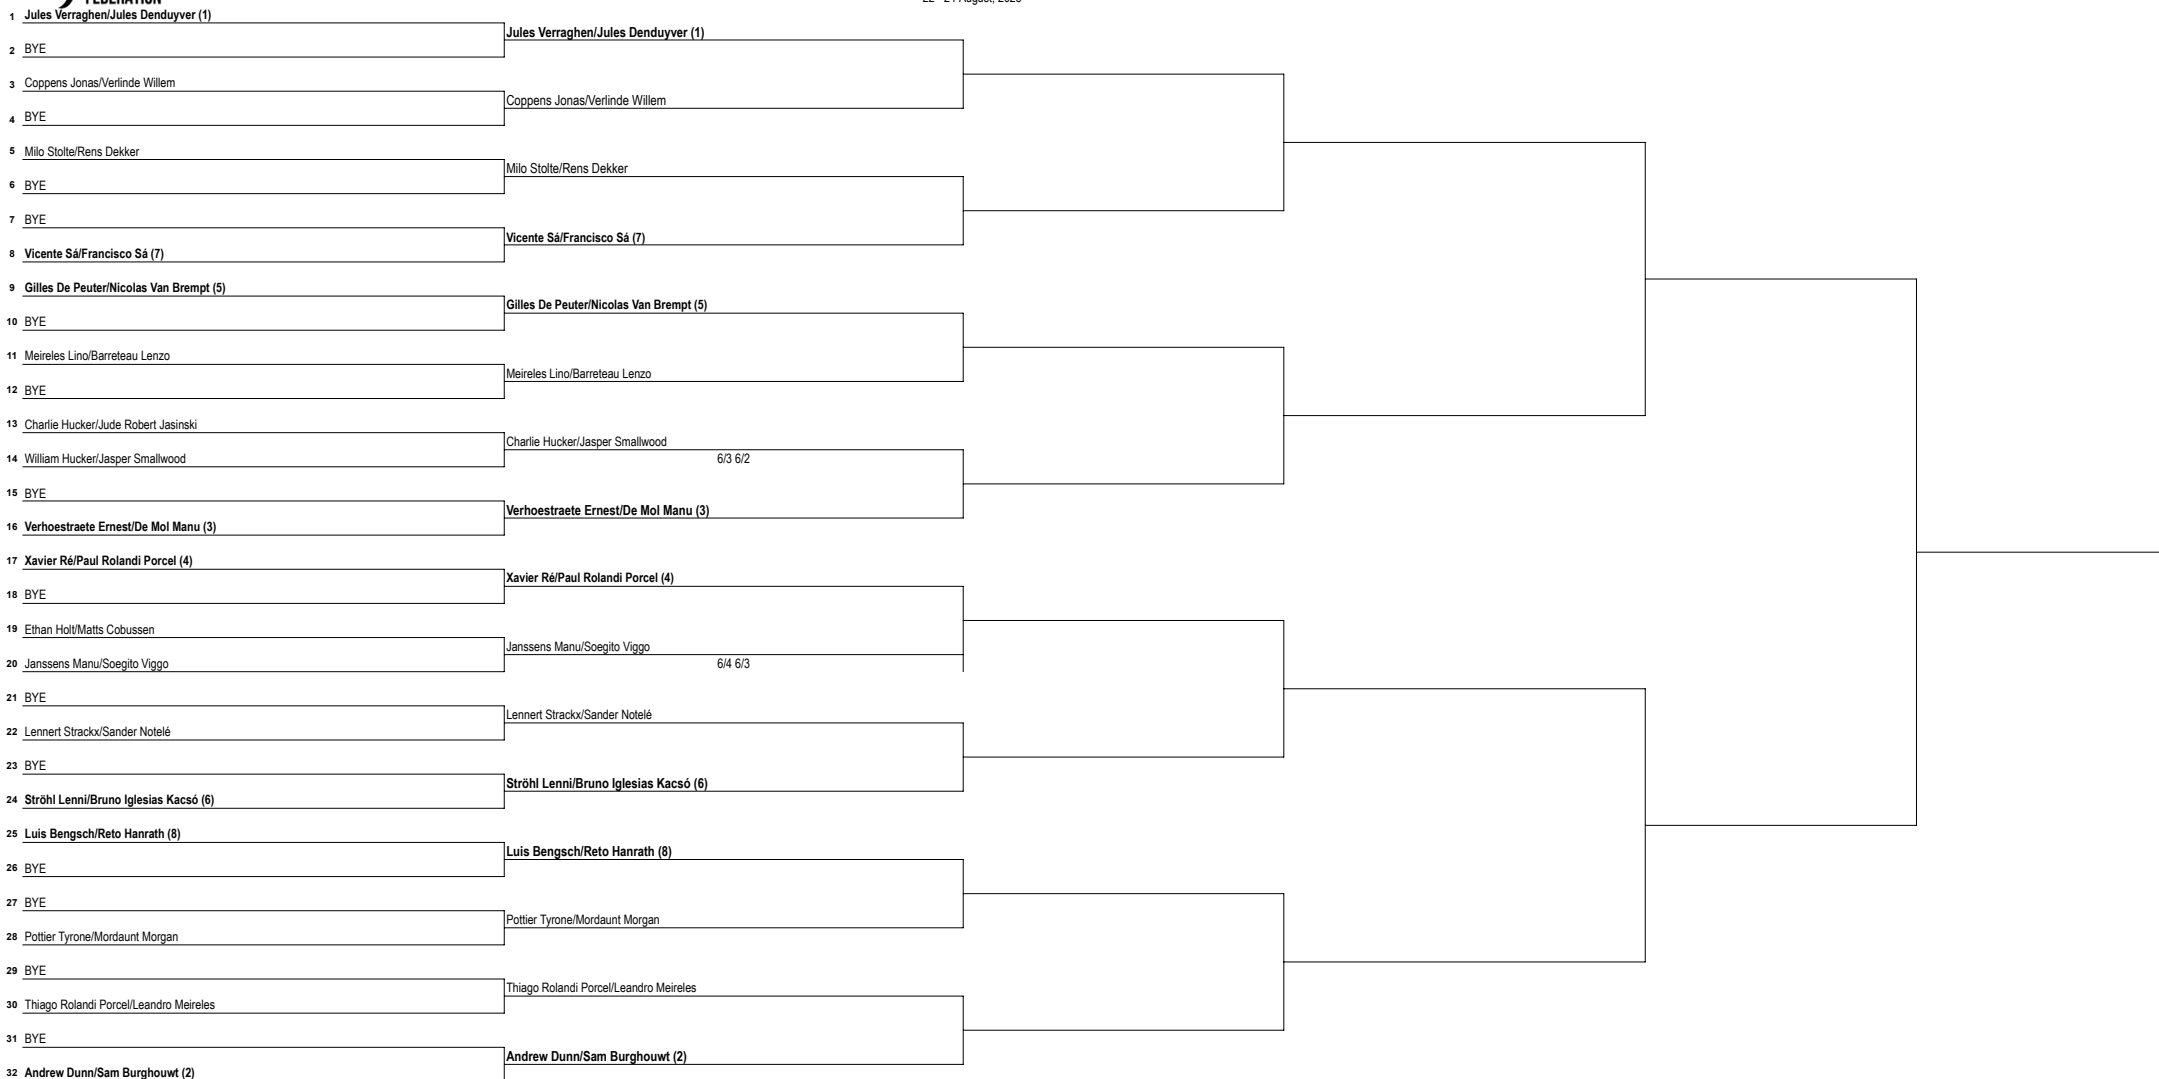 FEDERATION
1 Jules Verraghen/Jules Denduyver (1)
Jules Verraghen/Jules Denduyver (1)
2 BYE
3 Coppens Jonas/Verlinde Willem
Coppens Jonas/Verlinde Willem
4 BYE
5 Milo Stolte/Rens Dekker
Milo Stolte/Rens Dekker
6 BYE
7 BYE
Vicente Sá/Francisco Sá (7)
8 Vicente Sá/Francisco Sá (7)
9 Gilles De Peuter/Nicolas Van Brempt (5)
Gilles De Peuter/Nicolas Van Brempt (5)
10 BYE
11 Meireles Lino/Barreteau Lenzo
Meireles Lino/Barreteau Lenzo
12 BYE
13 Charlie Hucker/Jude Robert Jasinski
Charlie Hucker/Jasper Smallwood
14 William Hucker/Jasper Smallwood
6/3 6/2
15 BYE
Verhoestraete Ernest/De Mol Manu (3)
16 Verhoestraete Ernest/De Mol Manu (3)
17 Xavier Ré/Paul Rolandi Porcel (4)
Xavier Ré/Paul Rolandi Porcel (4)
18 BYE
19 Ethan Holt/Matts Cobussen
Janssens Manu/Soegito Viggo
20 Janssens Manu/Soegito Viggo
6/4 6/3
21 BYE
Lennert Strackx/Sander Notelé
22 Lennert Strackx/Sander Notelé
23 BYE
Ströhl Lenni/Bruno Iglesias Kacsó (6)
24 Ströhl Lenni/Bruno Iglesias Kacsó (6)
25 Luis Bengsch/Reto Hanrath (8)
Luis Bengsch/Reto Hanrath (8)
26 BYE
27 BYE
Pottier Tyrone/Mordaunt Morgan
28 Pottier Tyrone/Mordaunt Morgan
29 BYE
Thiago Rolandi Porcel/Leandro Meireles
30 Thiago Rolandi Porcel/Leandro Meireles
31 BYE
Andrew Dunn/Sam Burghouwt (2)
32 Andrew Dunn/Sam Burghouwt (2)